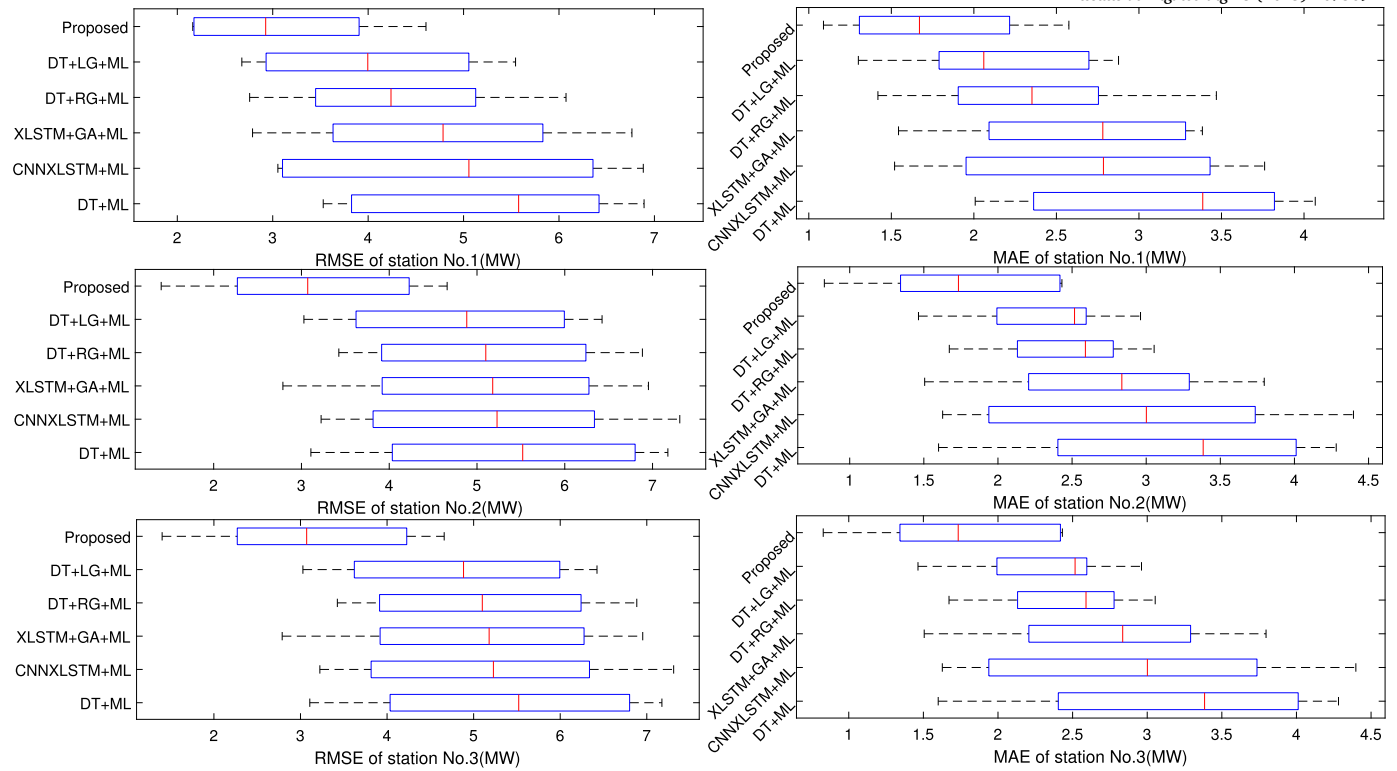 Proposed
DT+LG+ML
DT+RG+ML
XLSTM+GA+ML
CNNXLSTM+ML
DT+ML
2 3 4 5 6 7
RMSE of station No.1(MW)
Proposed
DT+LG+ML
DT+RG+ML
XLSTM+GA+ML
CNNXLSTM+ML
DT+ML
1 1.5 2 2.5 3 3.5 4
MAE of station No.1(MW)
Proposed
DT+LG+ML
DT+RG+ML
XLSTM+GA+ML
CNNXLSTM+ML
DT+ML
2 3 4 5 6 7
RMSE of station No.2(MW)
Proposed
DT+LG+ML
DT+RG+ML
XLSTM+GA+ML
CNNXLSTM+ML
DT+ML
1 1.5 2 2.5 3 3.5 4 4.5
MAE of station No.2(MW)
Proposed
DT+LG+ML
DT+RG+ML
XLSTM+GA+ML
CNNXLSTM+ML
DT+ML
2 3 4 5 6 7
RMSE of station No.3(MW)
Proposed
DT+LG+ML
DT+RG+ML
XLSTM+GA+ML
CNNXLSTM+ML
DT+ML
1 1.5 2 2.5 3 3.5 4 4.5
MAE of station No.3(MW)